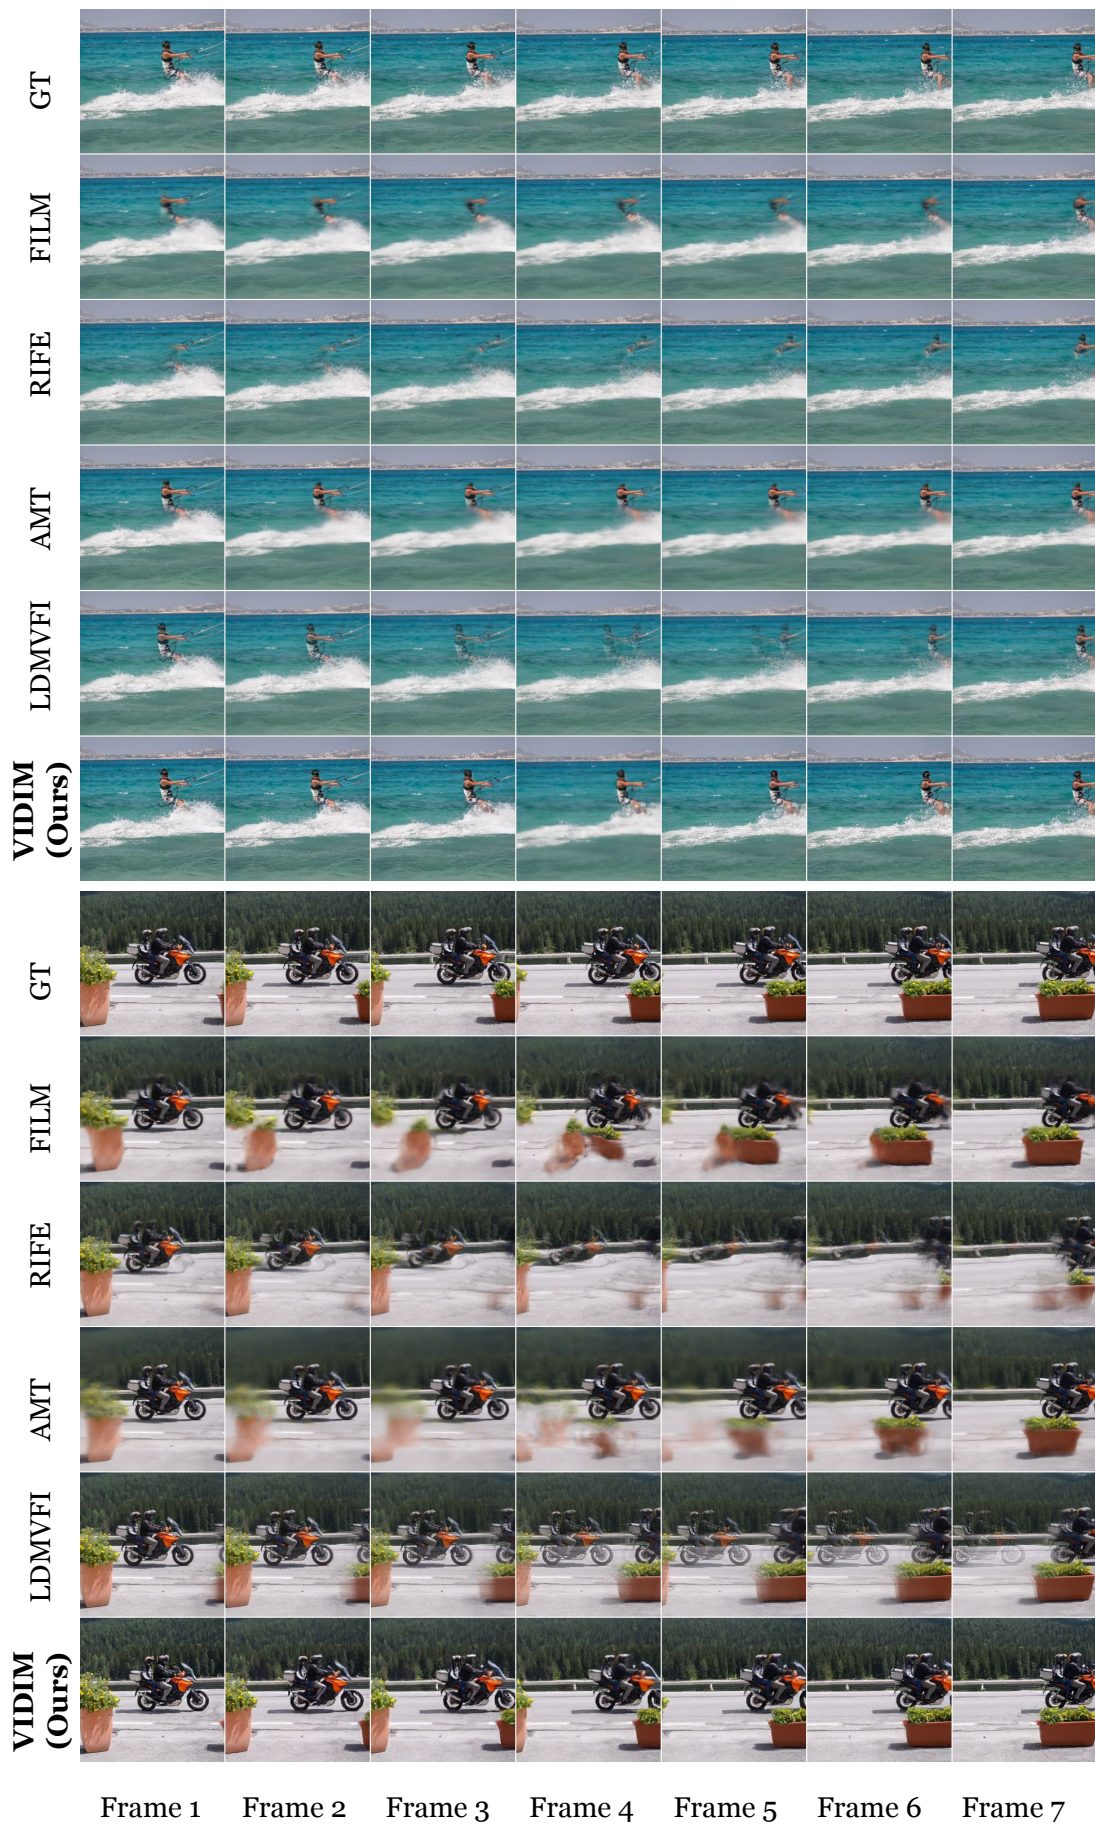 GT
FILM
RIFE
AMT
LDMVFI
VIDIM
(Ours)
GT
FILM
RIFE
AMT
LDMVFI
VIDIM
(Ours)
Frame 1 Frame 2 Frame 3 Frame 4 Frame 5 Frame 6 Frame 7